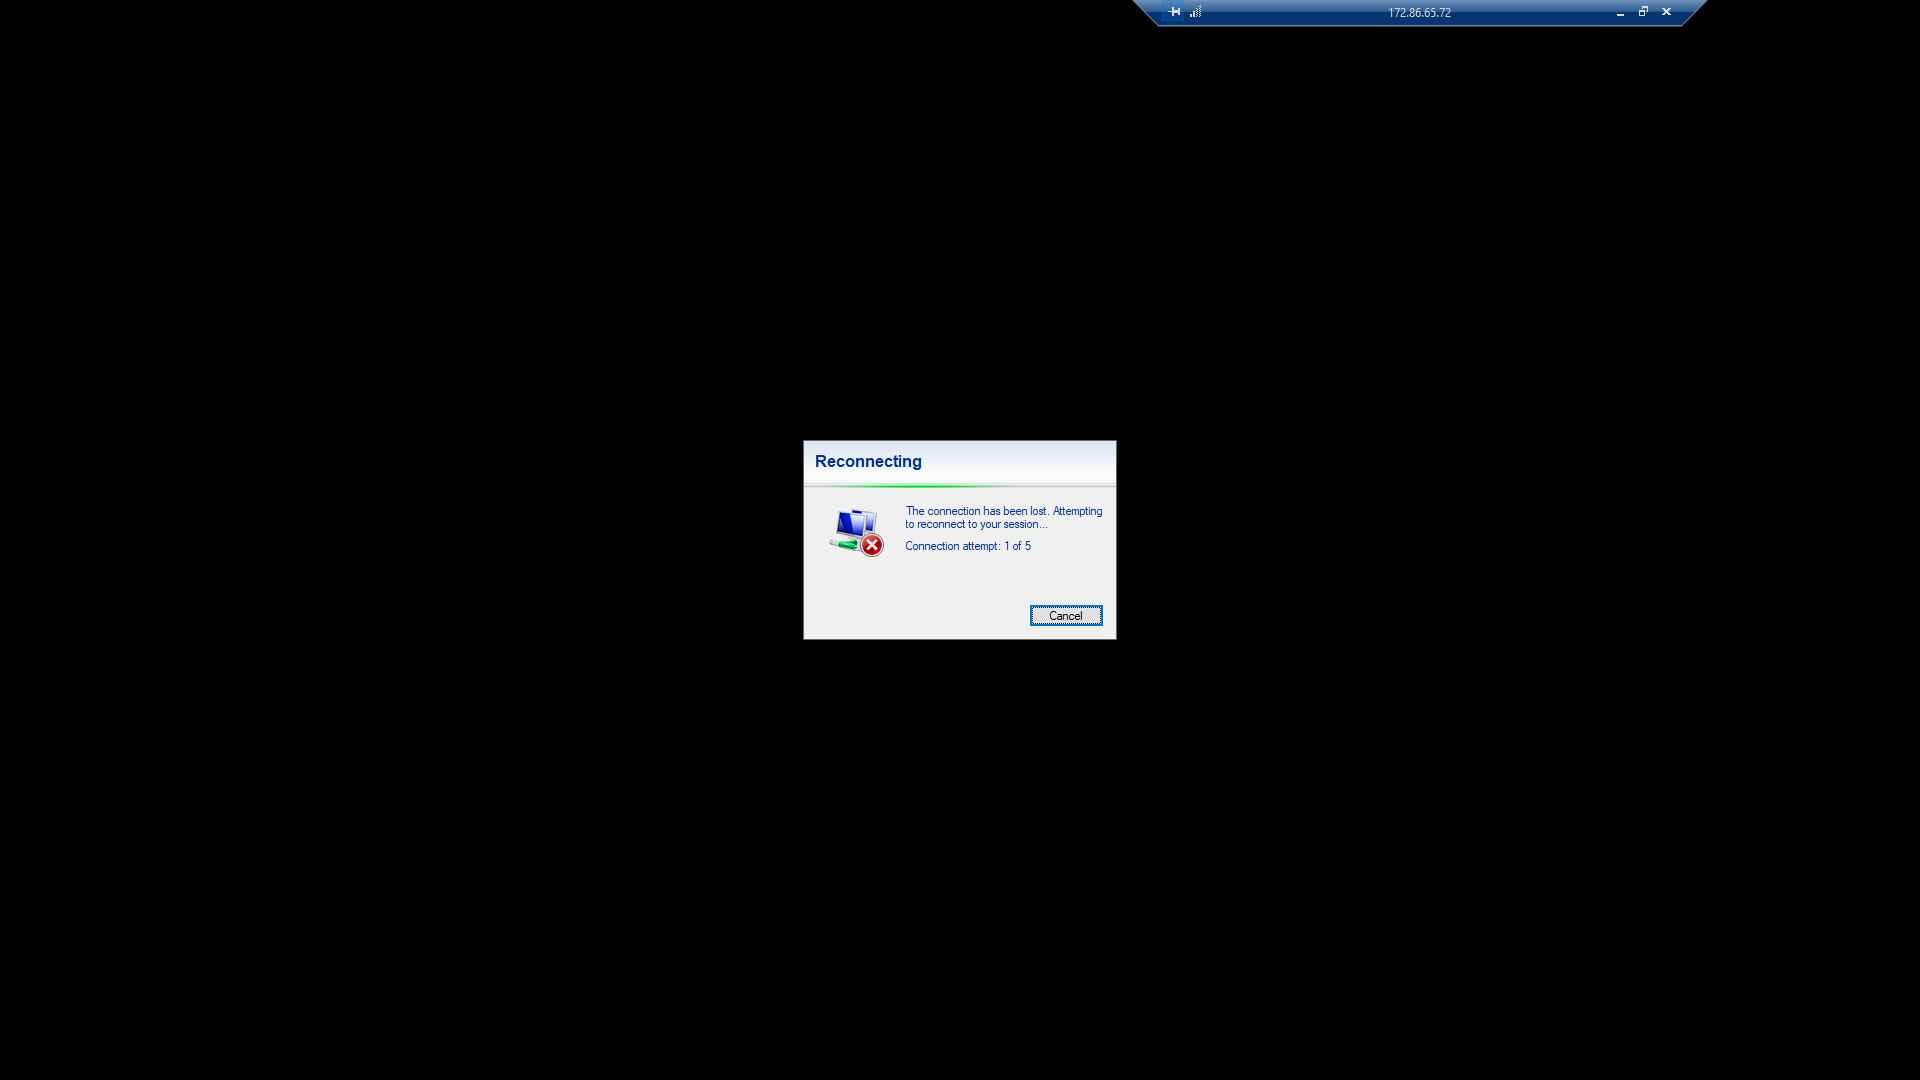 172.86.65.72
Reconnecting
The connection has been lost. Attempting
to reconnect to your session...
Connection attempt: 1 of 5
Cancel